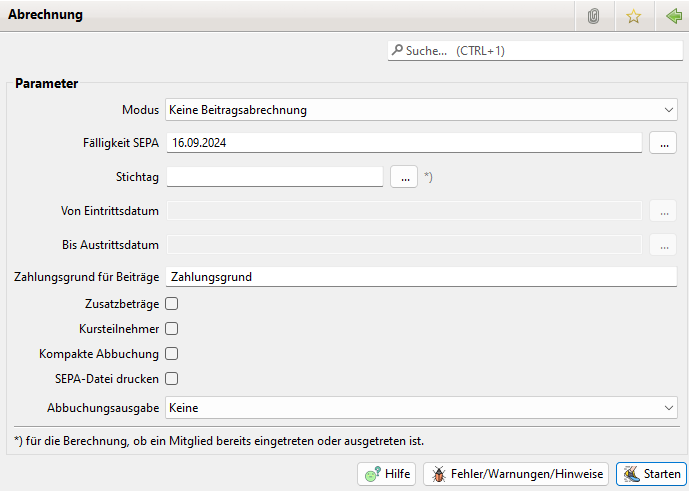 Abrechnung
Suche... (CTRL+1)
Parameter
Modus Keine Beitragsabrechnung
Fälligkeit SEPA 16.09.2024 ...
Stichtag ... *)
Von Eintrittsdatum ...
Bis Austrittsdatum ...
Zahlungsgrund für Beiträge Zahlungsgrund
Zusatzbeträge
Kursteilnehmer
Kompakte Abbuchung
SEPA-Datei drucken
Abbuchungsausgabe Keine
*) für die Berechnung, ob ein Mitglied bereits eingetreten oder ausgetreten ist.
Hilfe Fehler/Warnungen/Hinweise Starten